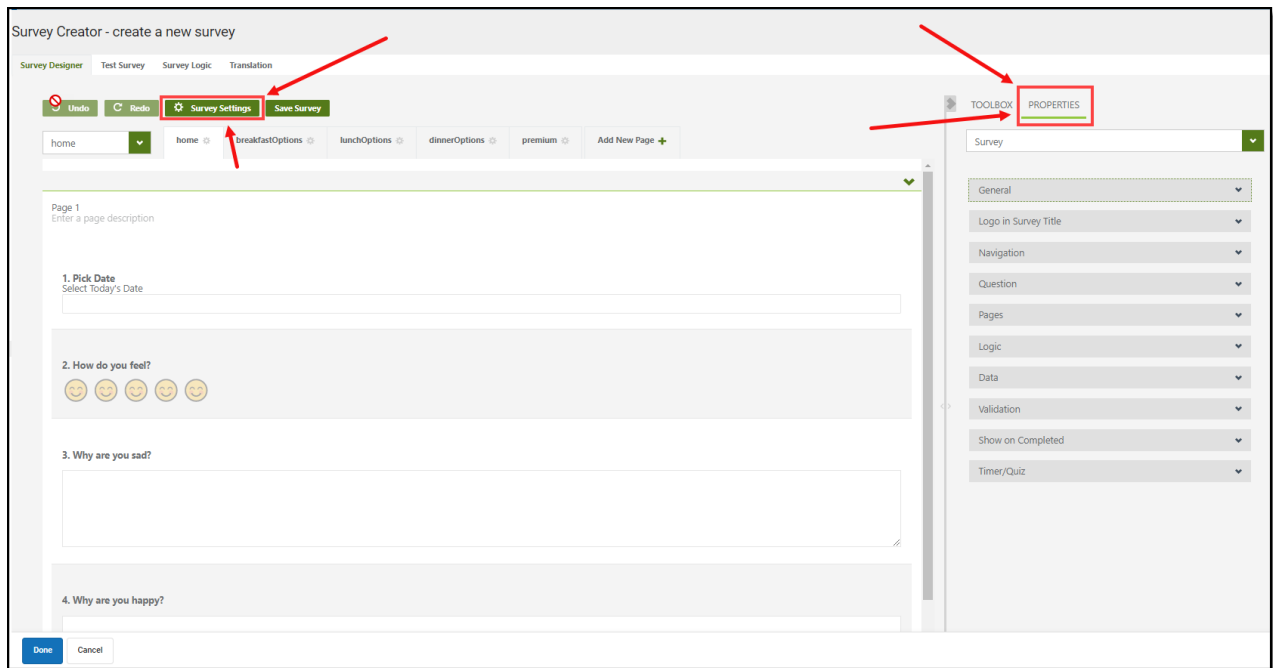 Survey Creator - create a new survey
Survey Designer Test Survey Survey Logic Translation
Undo Redo Survey Settings Save Survey
TOOLBOX PROPERTIES
home
home breakfastOptions lunchOptions dinnerOptions premium Add New Page
Survey
Page 1
Enter a page description
General
Logo in Survey Title
Navigation
Question
Pages
Logic
Data
Validation
Show on Completed
Timer/Quiz
1. Pick Date
Select Today's Date
2. How do you feel?
3. Why are you sad?
4. Why are you happy?
Done Cancel